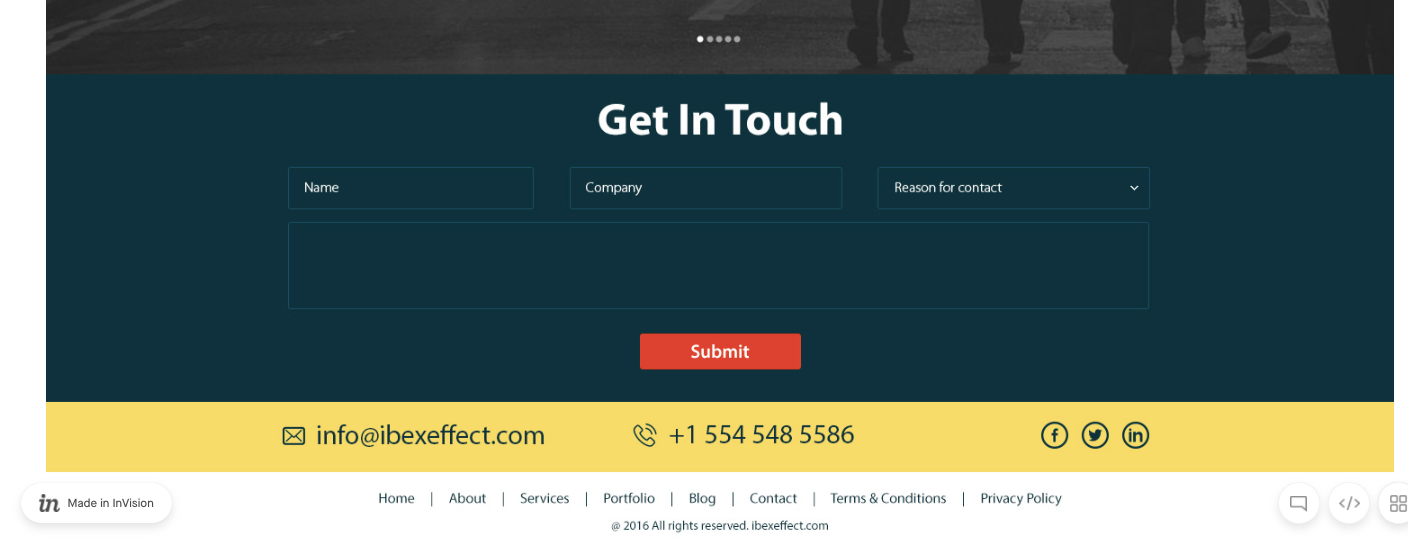 Get In Touch
Name Company Reason for contact
Submit
info@ibexeffect.com +1 554 548 5586
in Made in InVision
Home | About | Services | Portfolio | Blog | Contact | Terms & Conditions | Privacy Policy
@ 2016 All rights reserved. ibexeffect.com